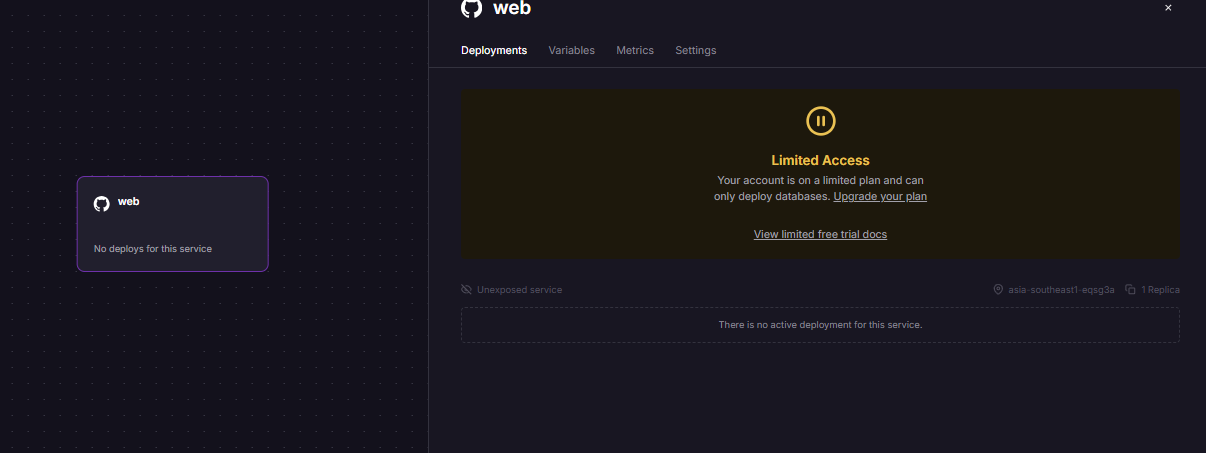 web
No deploys for this service
web
Deployments Variables Metrics Settings
Limited Access
Your account is on a limited plan and can
only deploy databases. Upgrade your plan
View limited free trial docs
Unexposed service asia-southeast1-eqsg3a 1 Replica
There is no active deployment for this service.